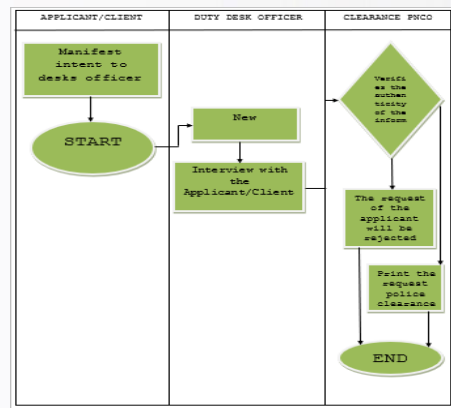 APPLICANT/CLIENT
DUTY DESK OFFICER
CLEARANCE PNCO
Manifest
intent to
desks officer
START
New
Interview with
the
Applicant/Client
Verifi
es the
authen
ticity
of the
inform
The request
of the
applicant
will be
rejected
Print the
request
police
clearance
END